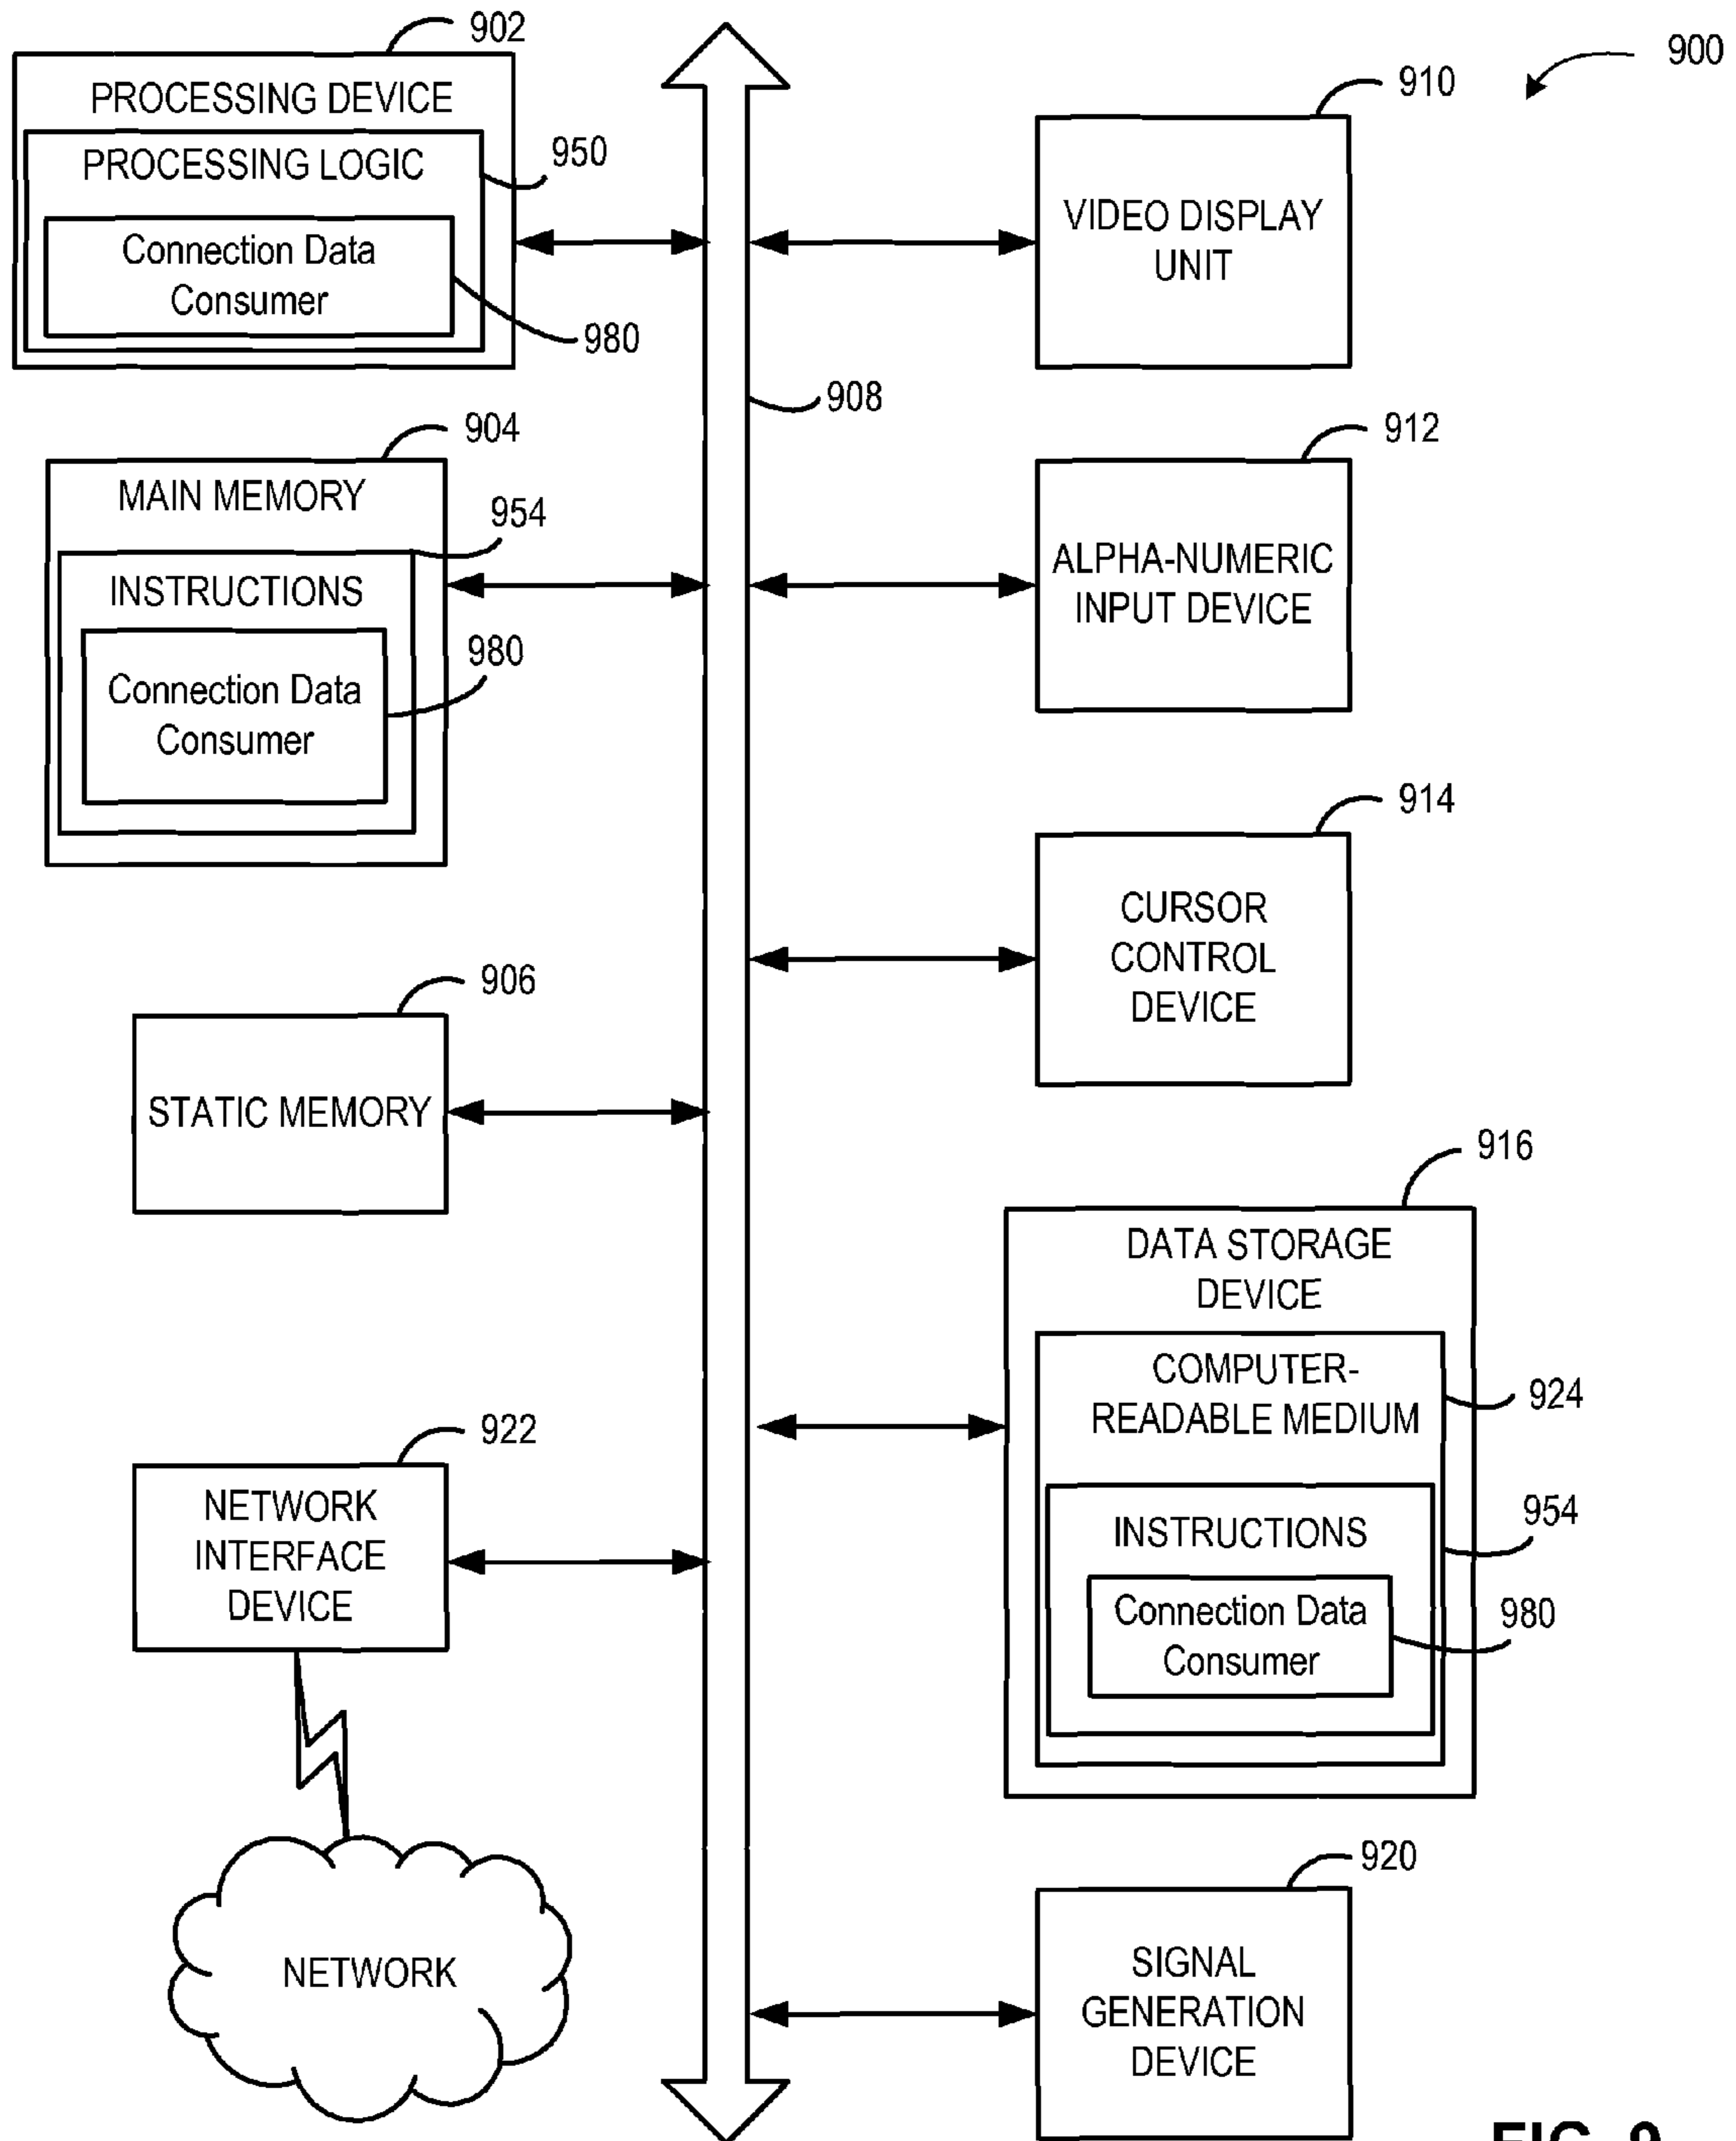 902
PROCESSING DEVICE
PROCESSING LOGIC
950
Connection Data
Consumer
980
908
904
MAIN MEMORY
954
INSTRUCTIONS
980
Connection Data
Consumer
906
STATIC MEMORY
922
NETWORK
INTERFACE
DEVICE
NETWORK
900
910
VIDEO DISPLAY
UNIT
912
ALPHA-NUMERIC
INPUT DEVICE
914
CURSOR
CONTROL
DEVICE
916
DATA STORAGE
DEVICE
COMPUTER-
READABLE MEDIUM
924
954
INSTRUCTIONS
Connection Data
Consumer
980
920
SIGNAL
GENERATION
DEVICE
FIG. 9